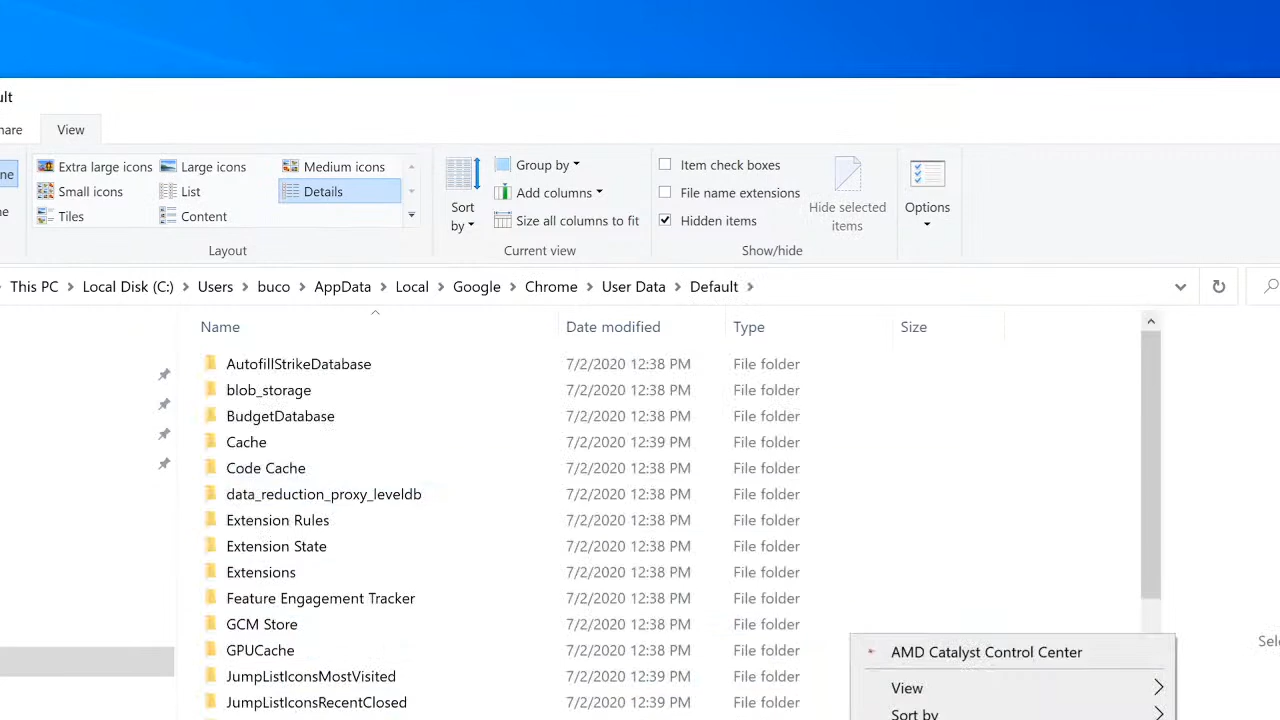 ult
hare
View
ne
ne
Extra large icons
Large icons
Medium icons
Small icons
List
Details
Tiles
Content
Layout
Sort
by
Group by
Add columns
Size all columns to fit
Current view
Item check boxes
File name extensions
Hidden items
Hide selected
items
Show/hide
Options
This PC > Local Disk (C:) > Users > buco > AppData > Local > Google > Chrome > User Data > Default >
Name Date modified Type Size
AutofillStrikeDatabase 7/2/2020 12:38 PM File folder
blob_storage 7/2/2020 12:38 PM File folder
BudgetDatabase 7/2/2020 12:38 PM File folder
Cache 7/2/2020 12:39 PM File folder
Code Cache 7/2/2020 12:38 PM File folder
data_reduction_proxy_leveldb 7/2/2020 12:38 PM File folder
Extension Rules 7/2/2020 12:38 PM File folder
Extension State 7/2/2020 12:38 PM File folder
Extensions 7/2/2020 12:38 PM File folder
Feature Engagement Tracker 7/2/2020 12:38 PM File folder
GCM Store 7/2/2020 12:38 PM File folder
GPUCache 7/2/2020 12:38 PM File folder
JumpListIconsMostVisited 7/2/2020 12:39 PM File folder
JumpListIconsRecentClosed 7/2/2020 12:39 PM File folder
Sele
AMD Catalyst Control Center
View
Sort by